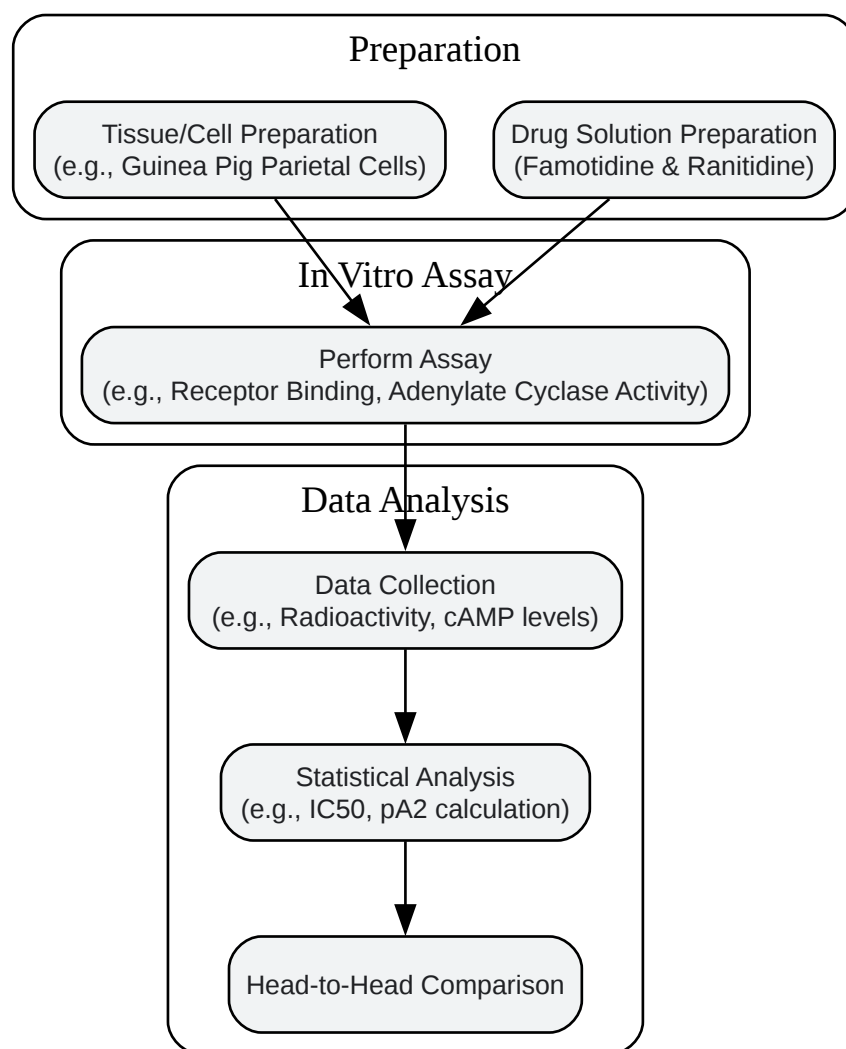 Preparation
Tissue/Cell Preparation
(e.g., Guinea Pig Parietal Cells)
Drug Solution Preparation
(Famotidine & Ranitidine)
In Vitro Assay
Perform Assay
(e.g., Receptor Binding, Adenylate Cyclase Activity)
Data Analysis
Data Collection
(e.g., Radioactivity, cAMP levels)
Statistical Analysis
(e.g., IC50, pA2 calculation)
Head-to-Head Comparison